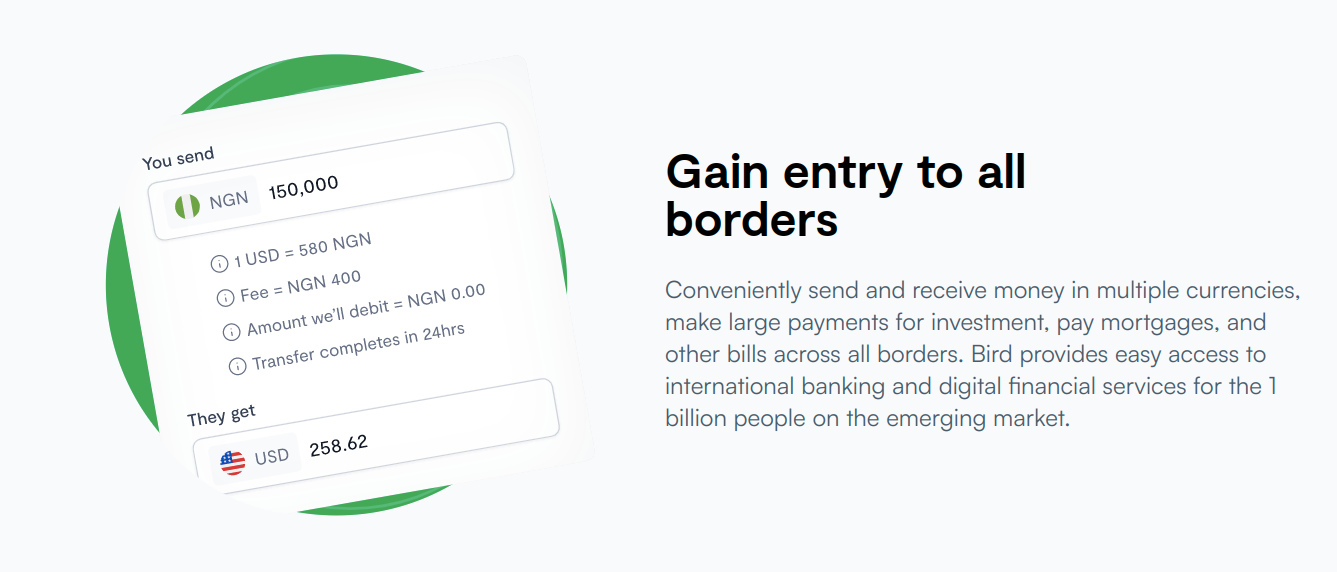 You send
NGN 150,000
1 USD = 580 NGN
Fee = NGN 400
Amount we'll debit = NGN 0.00
Transfer completes in 24hrs
They get
USD 258.62
Gain entry to all
borders
Conveniently send and receive money in multiple currencies,
make large payments for investment, pay mortgages, and
other bills across all borders. Bird provides easy access to
international banking and digital financial services for the 1
billion people on the emerging market.